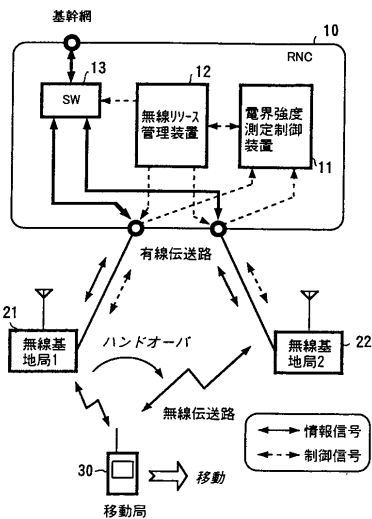 基幹網
10
RNC
13
SW
12
無線リソース
管理装置
電界強度
測定制御
装置
11
有線伝送路
21
無線基
地局1
ハンドオーバ
無線基
地局2
22
無線伝送路
30
移動
移動局
情報信号
制御信号